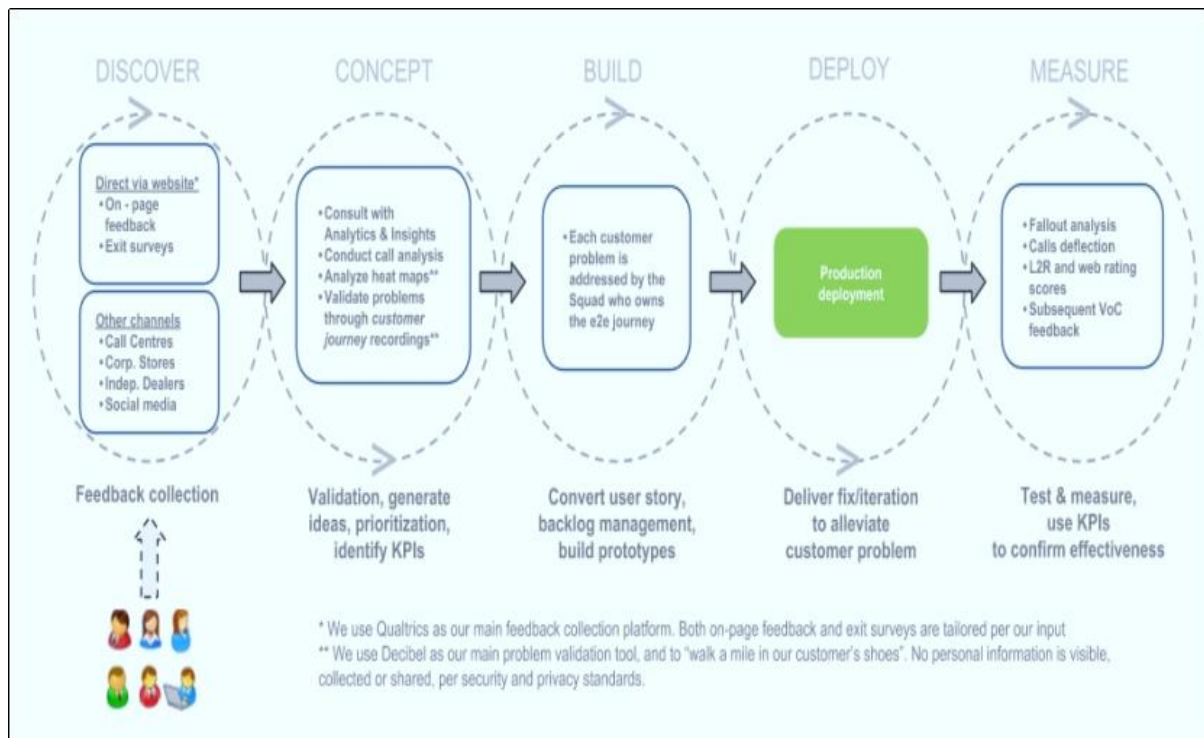 DISCOVER
CONCEPT
BUILD
DEPLOY
MEASURE
Direct via website*
• On - page
feedback
• Exit surveys
Other channels
• Call Centres
• Corp. Stores
• Indep. Dealers
• Social media
• Consult with
Analytics & Insights
• Conduct call analysis
• Analyze heat maps**
• Validate problems
through customer
journey recordings**
• Each customer
problem is
addressed by the
Squad who owns
the e2e journey
Production
deployment
• Fallout analysis
• Calls deflection
• L2R and web rating
scores
• Subsequent VoC
feedback
Feedback collection
Validation, generate
ideas, prioritization,
identify KPIs
Convert user story,
backlog management,
build prototypes
Deliver fix/iteration
to alleviate
customer problem
Test & measure,
use KPIs
to confirm effectiveness
* We use Qualtrics as our main feedback collection platform. Both on-page feedback and exit surveys are tailored per our input
** We use Decibel as our main problem validation tool, and to “walk a mile in our customer’s shoes”. No personal information is visible,
collected or shared, per security and privacy standards.